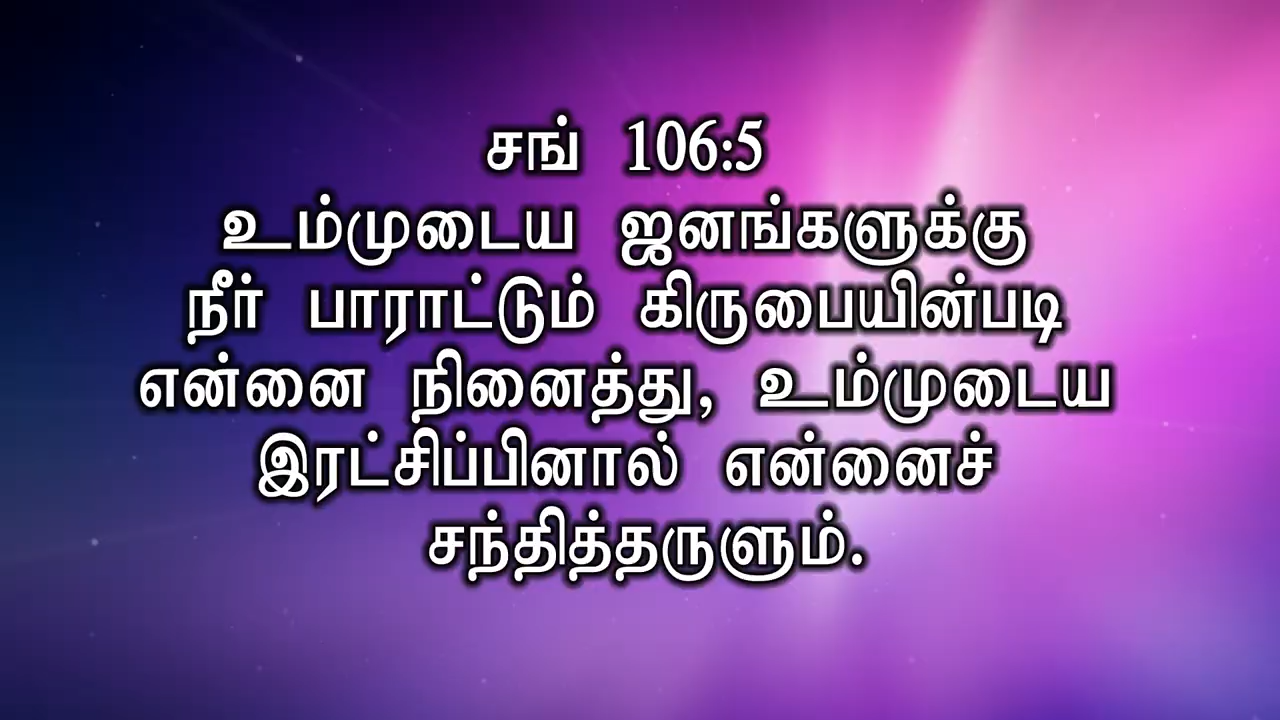 சங் 106:5
உம்முடைய ஜனங்களுக்கு
நீர் பாராட்டும் கிருபையின்படி
என்னை நினைத்து, உம்முடைய
இரட்சிப்பினால் என்னைச்
சந்தித்தருளும்.